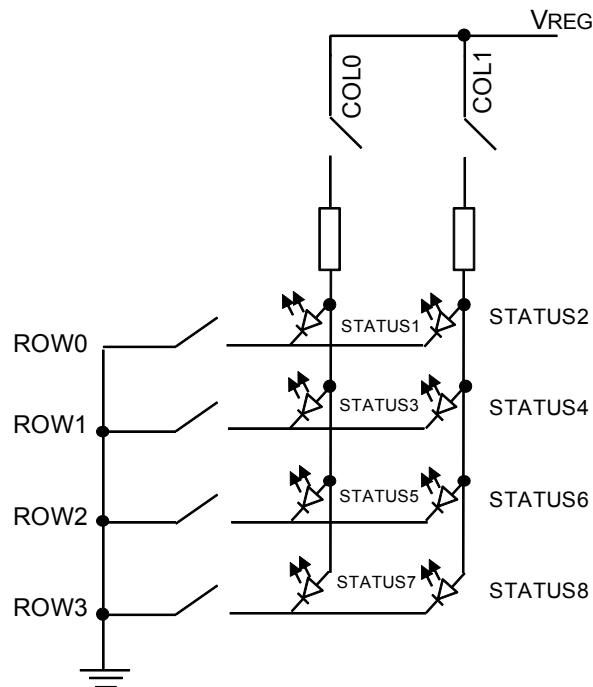 VREG
COL0
COL1
STATUS1
STATUS2
ROW0
STATUS3
STATUS4
ROW1
STATUS5
STATUS6
ROW2
STATUS7
STATUS8
ROW3